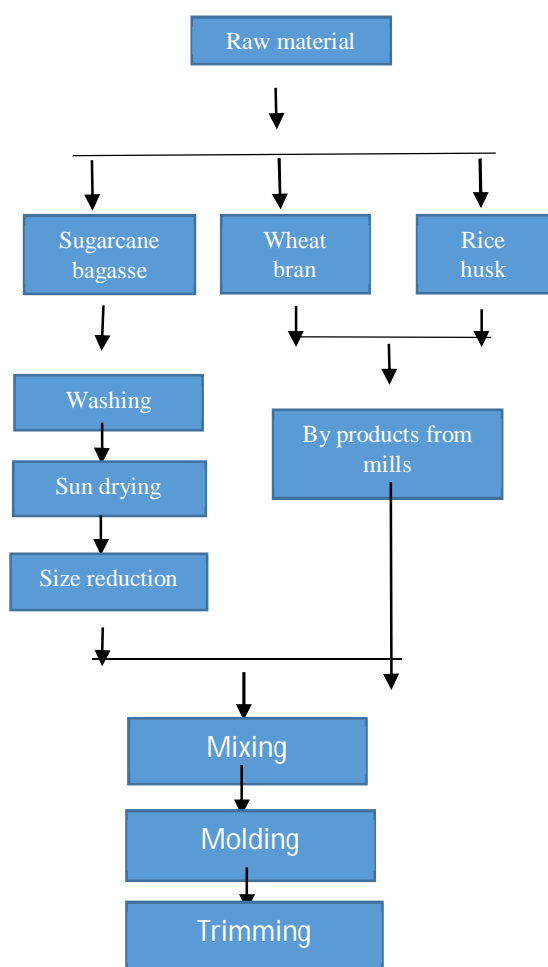 Raw material
Sugarcane
bagasse
Wheat
bran
Rice
husk
Washing
By products from
mills
Sun drying
Size reduction
Mixing
Molding
Trimming